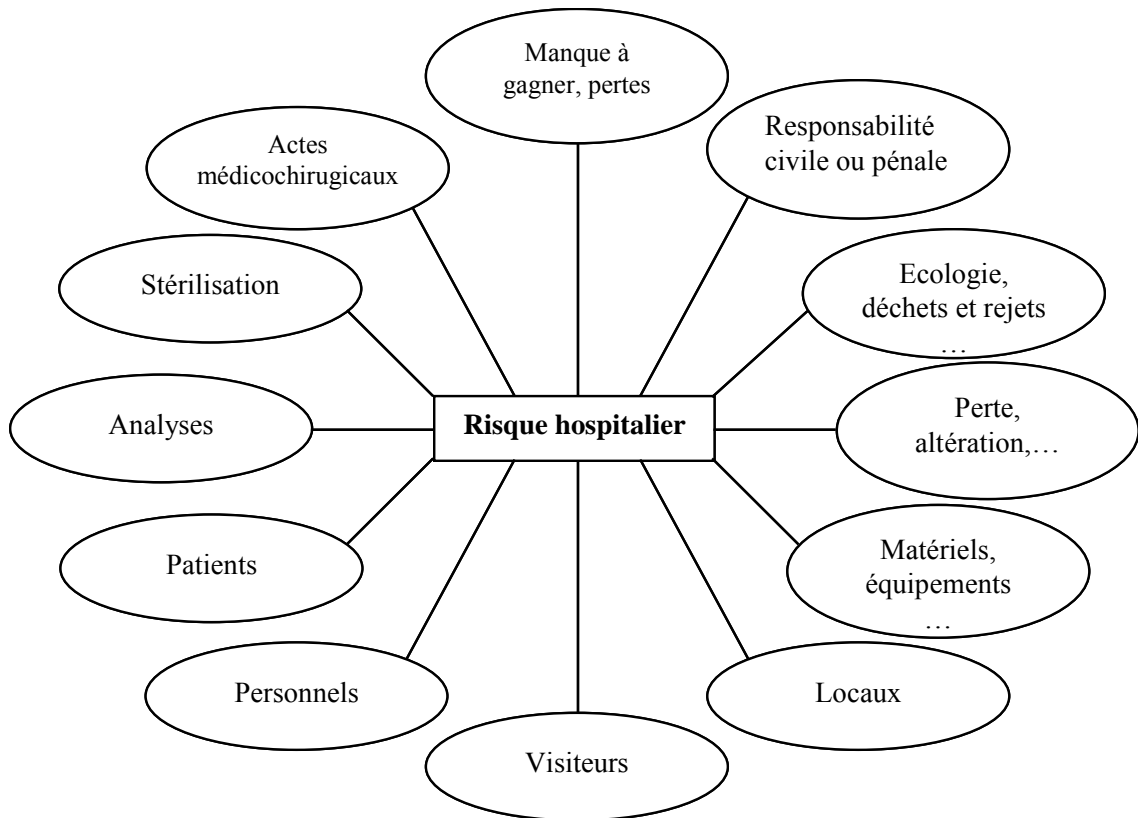 Manque à
gagner, pertes
Responsabilité
civile ou pénale
Actes
médicochirugicaux
Stérilisation
Ecologie,
déchets et rejets
…
Analyses
Risque hospitalier
Perte,
altération,…
Patients
Matériels,
équipements
…
Personnels
Locaux
Visiteurs